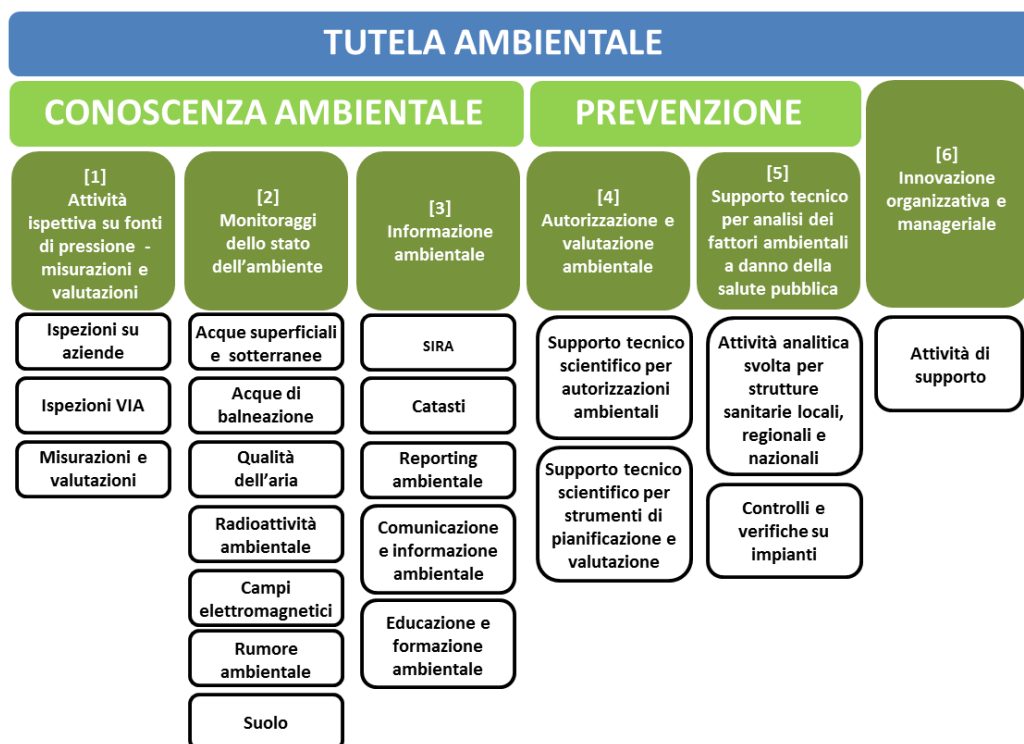 TUTELA AMBIENTALE
CONOSCENZA AMBIENTALE
PREVENZIONE
[1]
Attività
ispettiva su fonti
di pressione -
misurazioni e
valutazioni
[2]
Monitoraggi
dello stato
dell'ambiente
[3]
Informazione
ambientale
[4]
Autorizzazione e
valutazione
ambientale
[5]
Supporto tecnico
per analisi dei
fattori ambientali
a danno della
salute pubblica
[6]
Innovazione
organizzativa e
manageriale
Ispezioni su
aziende
Ispezioni VIA
Misurazioni e
valutazioni
Acque superficiali
e sotterranee
Acque di
balneazione
Qualità
dell'aria
Radioattività
ambientale
Campi
elettromagnetici
Rumore
ambientale
Suolo
SIRA
Catasti
Reporting
ambientale
Comunicazione
e informazione
ambientale
Educazione e
formazione
ambientale
Supporto tecnico
scientifico per
autorizzazioni
ambientali
Supporto tecnico
scientifico per
strumenti di
pianificazione e
valutazione
Attività analitica
svolta per
strutture
sanitarie locali,
regionali e
nazionali
Controlli e
verifiche su
impianti
Attività di
supporto